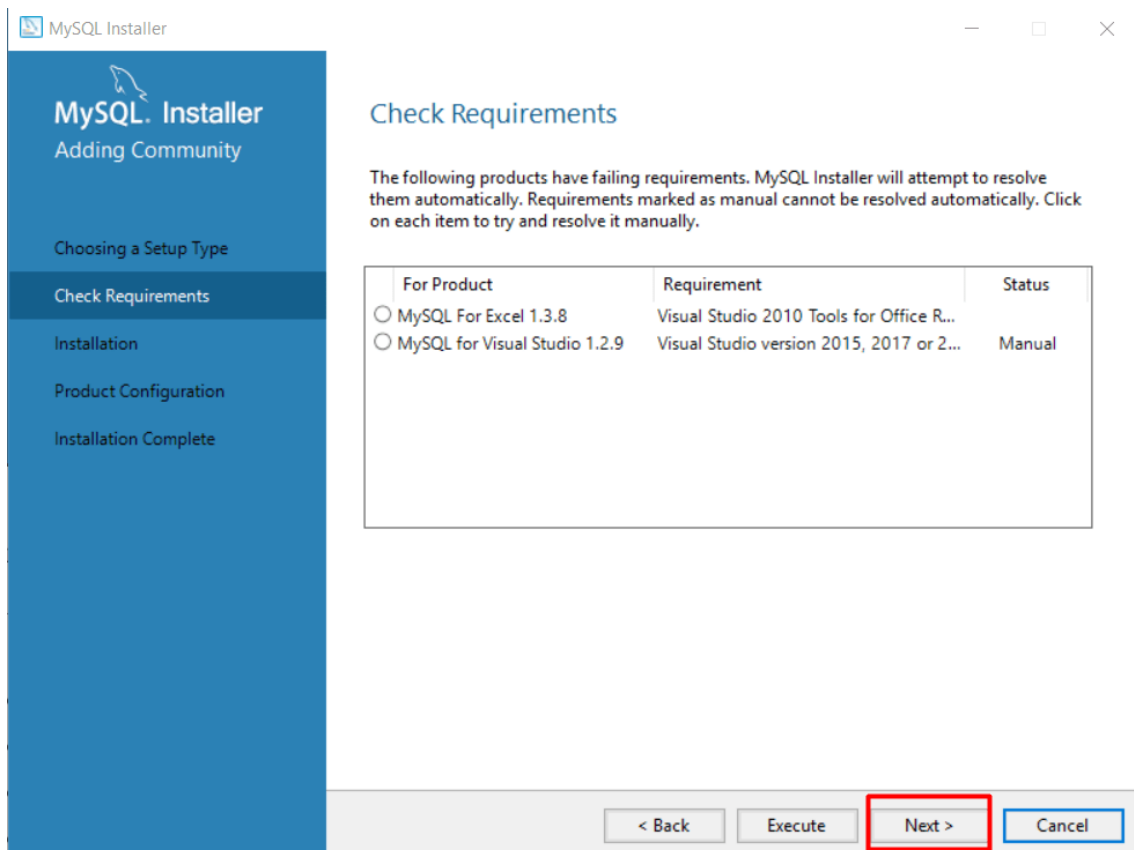 MySQL Installer
MySQL. Installer
Adding Community
Choosing a Setup Type
Check Requirements
Installation
Product Configuration
Installation Complete
Check Requirements
The following products have failing requirements. MySQL Installer will attempt to resolve
them automatically. Requirements marked as manual cannot be resolved automatically. Click
on each item to try and resolve it manually.
For Product Requirement Status
MySQL For Excel 1.3.8 Visual Studio 2010 Tools for Office R...
MySQL for Visual Studio 1.2.9 Visual Studio version 2015, 2017 or 2... Manual
< Back Execute Next > Cancel